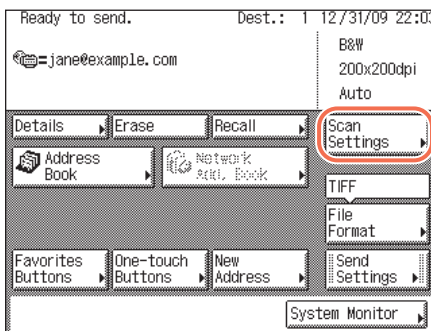 Ready to send. Dest.: 1 12/31/09 22:03
=jane@example.com
B&W
200x200dpi
Auto
Details Erase Recall Scan Settings
Address Book Network Add. Book
TIFF
File Format
Favorites Buttons One-touch Buttons New Address Send Settings
System Monitor